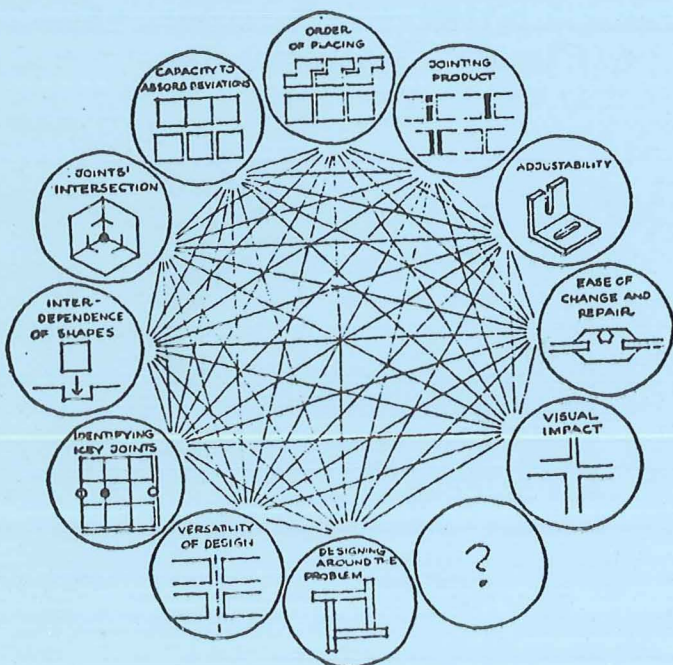 ORDER
OF PLACING
JOINTING
PRODUCT
ADJUSTABILITY
EASE OF
CHANGE AND
REPAIR
VISUAL
IMPACT
?
DESIGNING
AROUND THE
PROBLEM
VERSATILITY
OF DESIGN
IDENTIFYING
KEY JOINTS
INTER-
DEPENDENCE
OF SHAPES
JOINTS'
INTERSECTION
CAPACITY TO
ABSORB DEVIATIONS